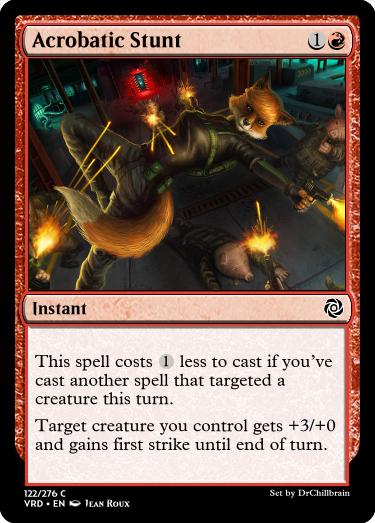 Acrobatic Stunt 1
Instant
This spell costs 1 less to cast if you've
cast another spell that targeted a
creature this turn.
Target creature you control gets +3/+0
and gains first strike until end of turn.
122/276 C
VRD • EN Jean Roux
Set by DrChillbrain